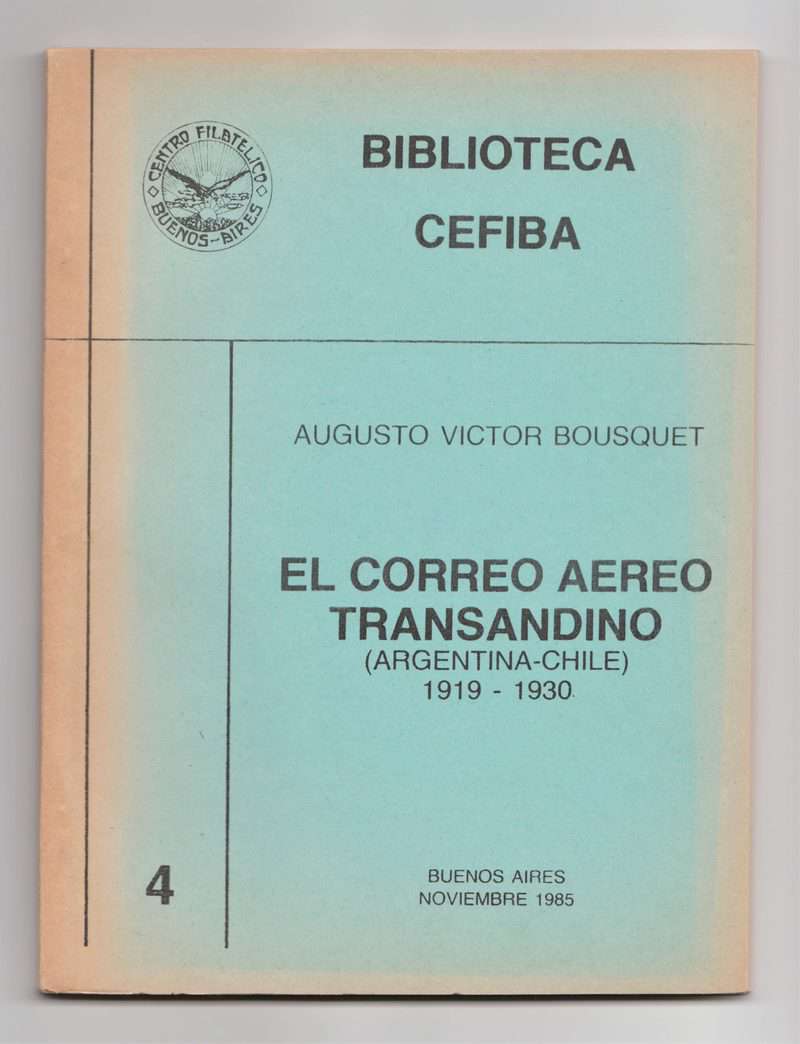 CENTRO FILATELICO
BUENOS-AIRES
BIBLIOTECA
CEFIBA
AUGUSTO VICTOR BOUSQUET
EL CORREO AEREO
TRANSANDINO
(ARGENTINA-CHILE)
1919 - 1930
4
BUENOS AIRES
NOVIEMBRE 1985